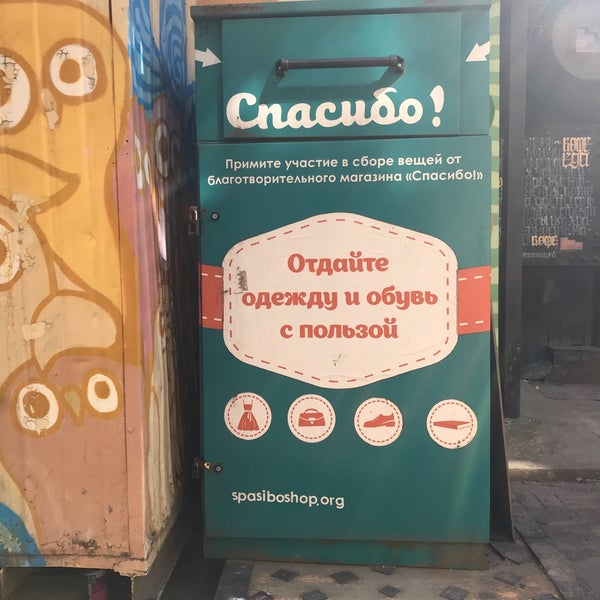 Спасибо!
Примите участие в сборе вещей от
благотворительного магазина «Спасибо!»
Отдайте
одежду и обувь
с пользой
spasiboshop.org